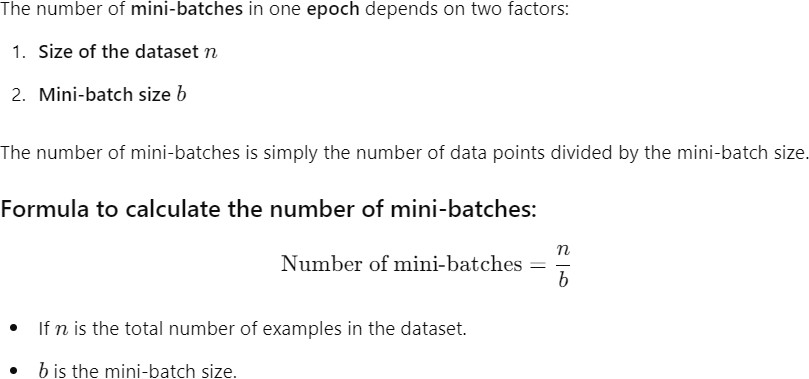 The number of mini-batches in one epoch depends on two factors:
1. Size of the dataset n
2. Mini-batch size b
The number of mini-batches is simply the number of data points divided by the mini-batch size.
Formula to calculate the number of mini-batches:
Number of mini-batches = n/b
• If n is the total number of examples in the dataset.
• b is the mini-batch size.